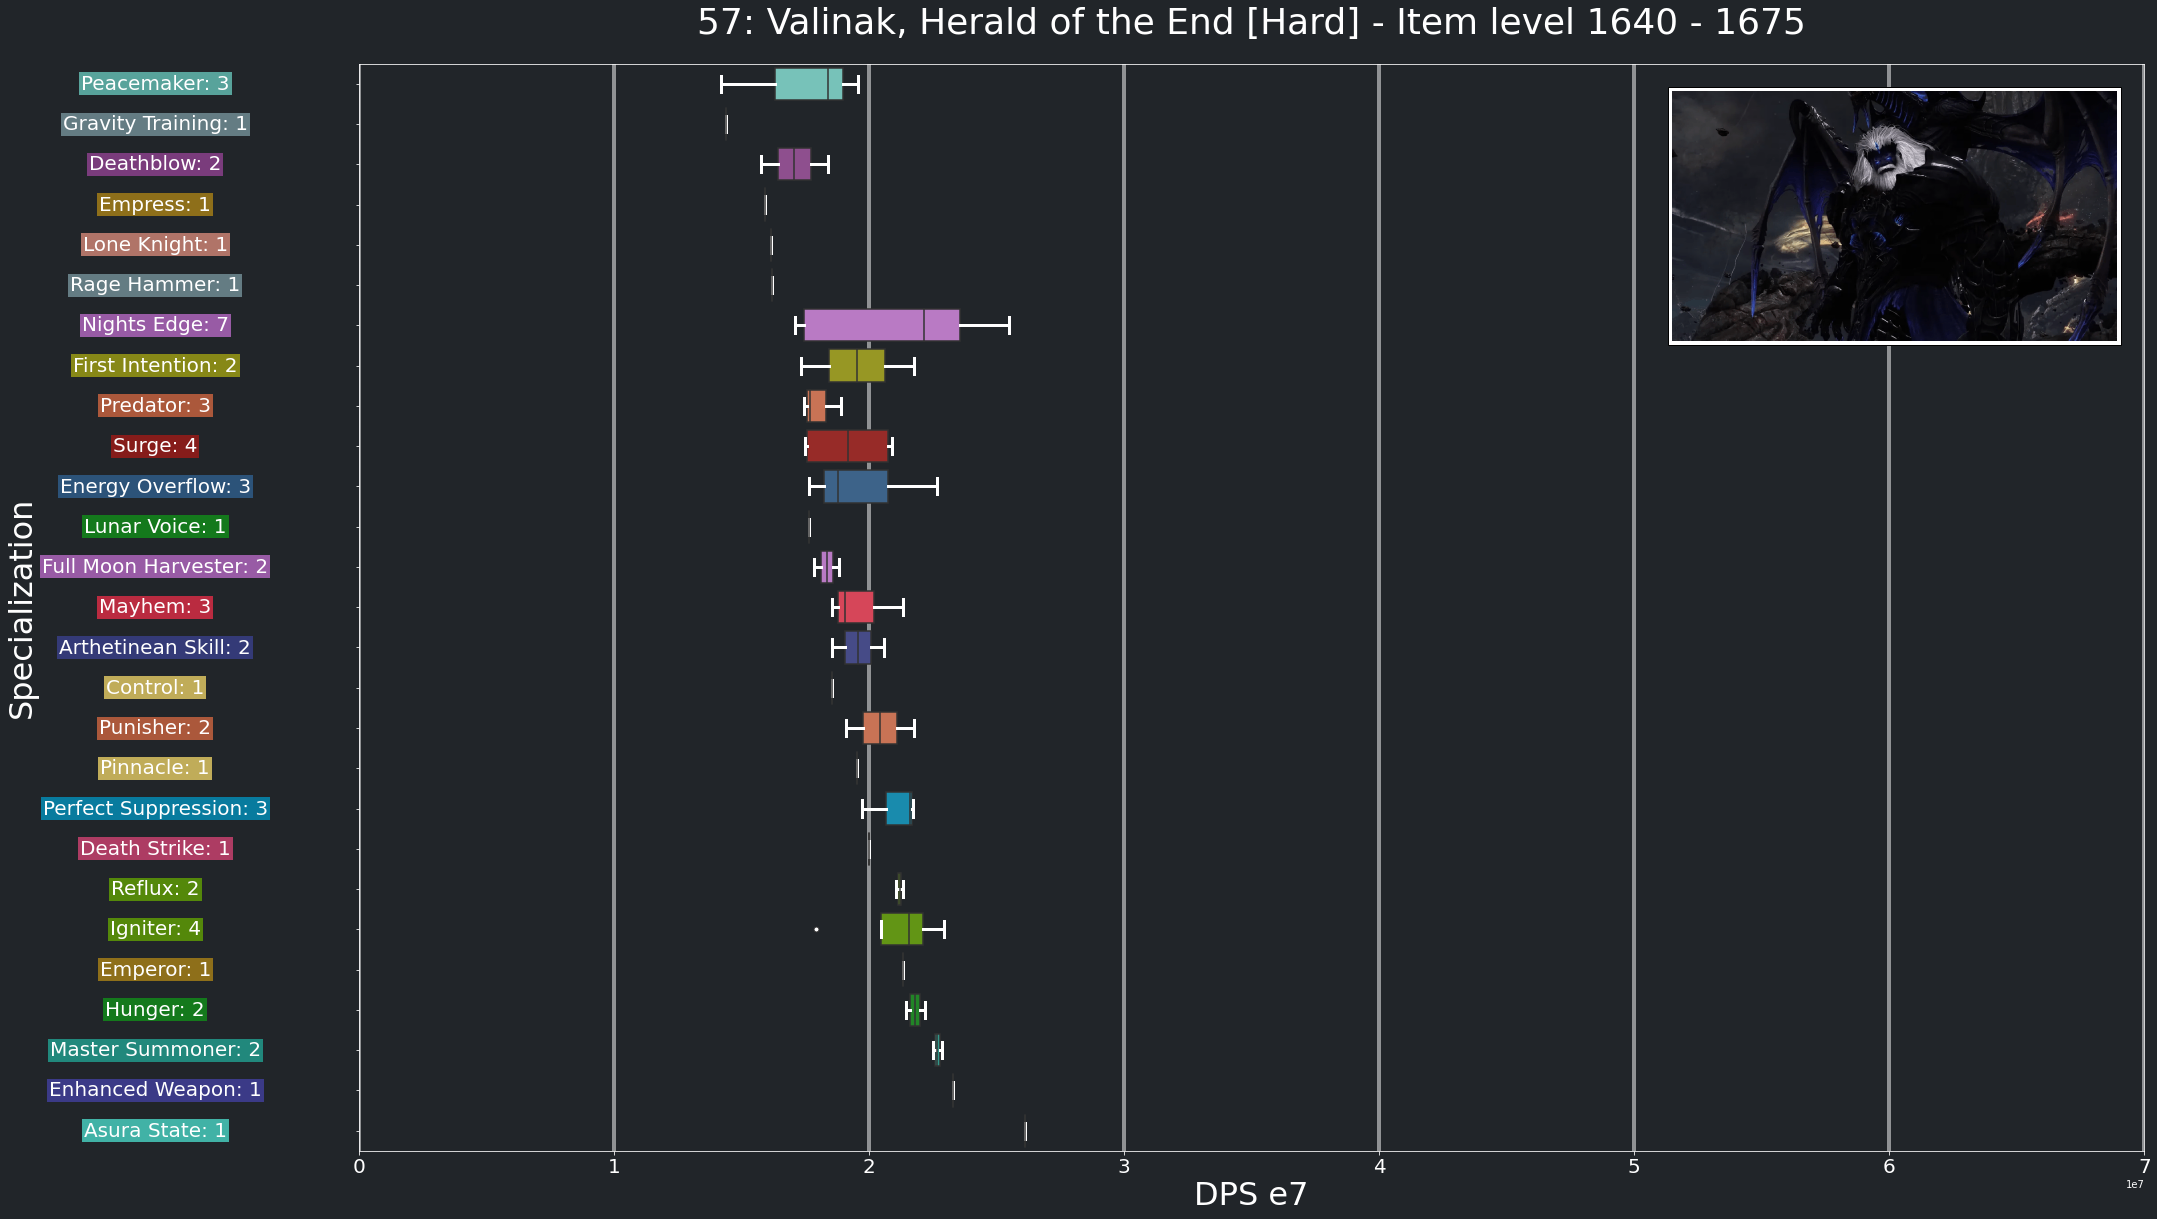 57: Valinak, Herald of the End [Hard] - Item level 1640 - 1675
Specialization
Peacemaker: 3
Gravity Training: 1
Deathblow: 2
Empress: 1
Lone Knight: 1
Rage Hammer: 1
Nights Edge: 7
First Intention: 2
Predator: 3
Surge: 4
Energy Overflow: 3
Lunar Voice: 1
Full Moon Harvester: 2
Mayhem: 3
Arthetinean Skill: 2
Control: 1
Punisher: 2
Pinnacle: 1
Perfect Suppression: 3
Death Strike: 1
Reflux: 2
Igniter: 4
Emperor: 1
Hunger: 2
Master Summoner: 2
Enhanced Weapon: 1
Asura State: 1
0 1 2 3 4 5 6 7
1e7
DPS e7